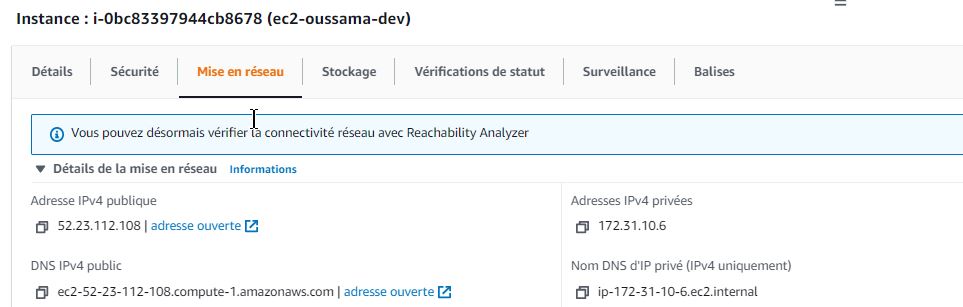 Instance : i-0bc83397944cb8678 (ec2-oussama-dev)
Détails
Sécurité
Mise en réseau
Stockage
Vérifications de statut
Surveillance
Balises
Vous pouvez désormais vérifier la connectivité réseau avec Reachability Analyzer
Détails de la mise en réseau Informations
Adresse IPv4 publique
52.23.112.108 | adresse ouverte
Adresses IPv4 privées
172.31.10.6
DNS IPv4 public
ec2-52-23-112-108.compute-1.amazonaws.com | adresse ouverte
Nom DNS d'IP privé (IPv4 uniquement)
ip-172-31-10-6.ec2.internal